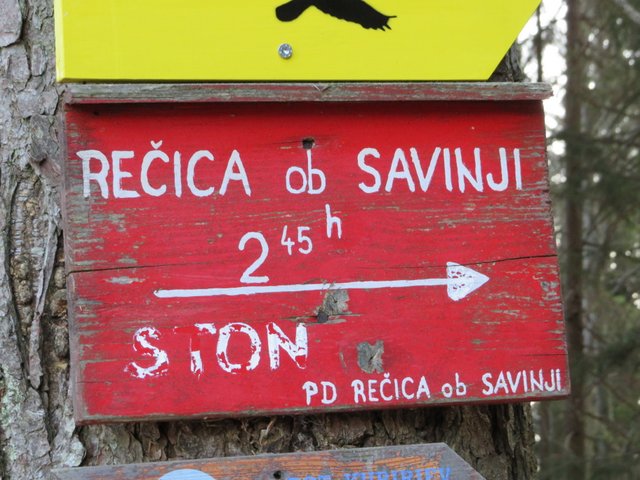 REČICA ob SAVINJI
2 45 h
STON
PD REČICA ob SAVINJI